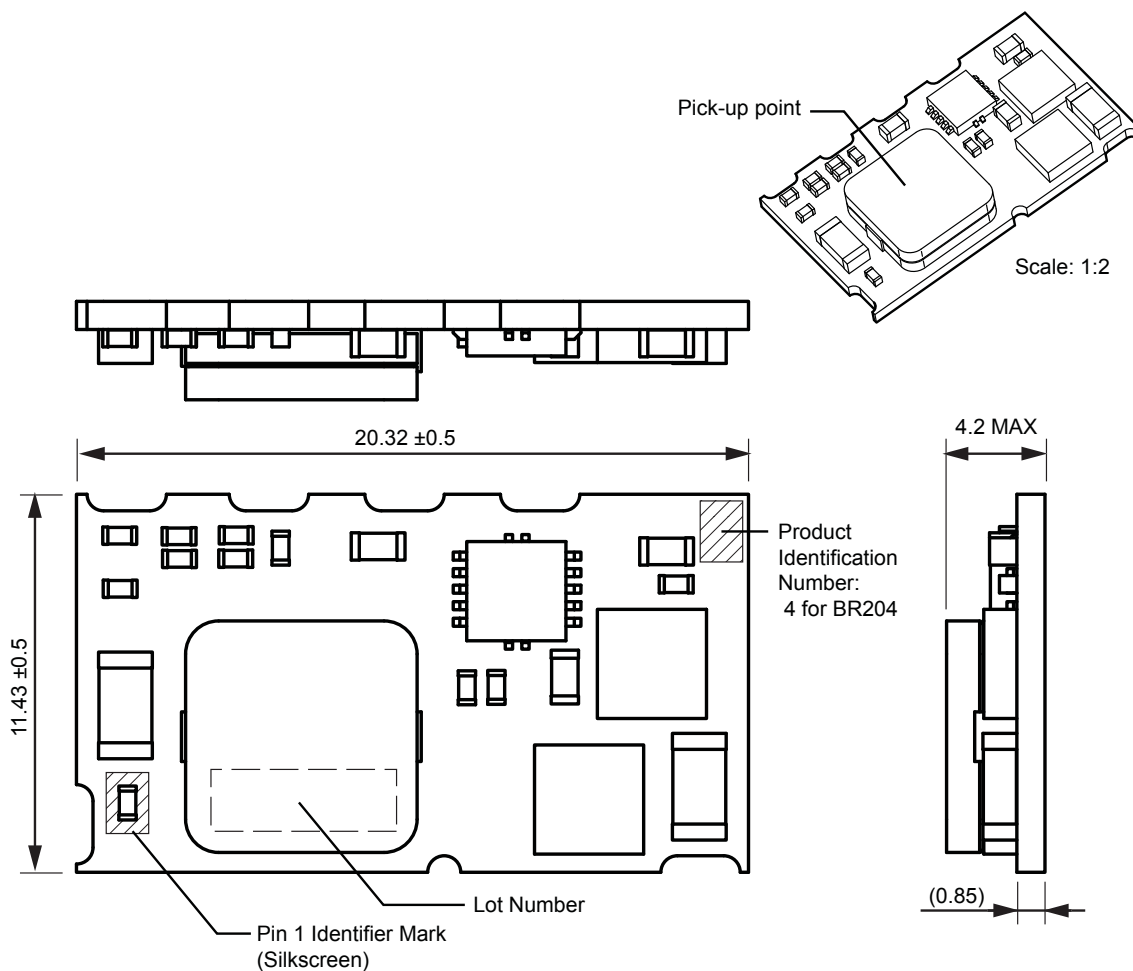 Pick-up point
Scale: 1:2
20.32 ±0.5
4.2 MAX
11.43 ±0.5
Product
Identification
Number:
4 for BR204
(0.85)
Lot Number
Pin 1 Identifier Mark
(Silkscreen)